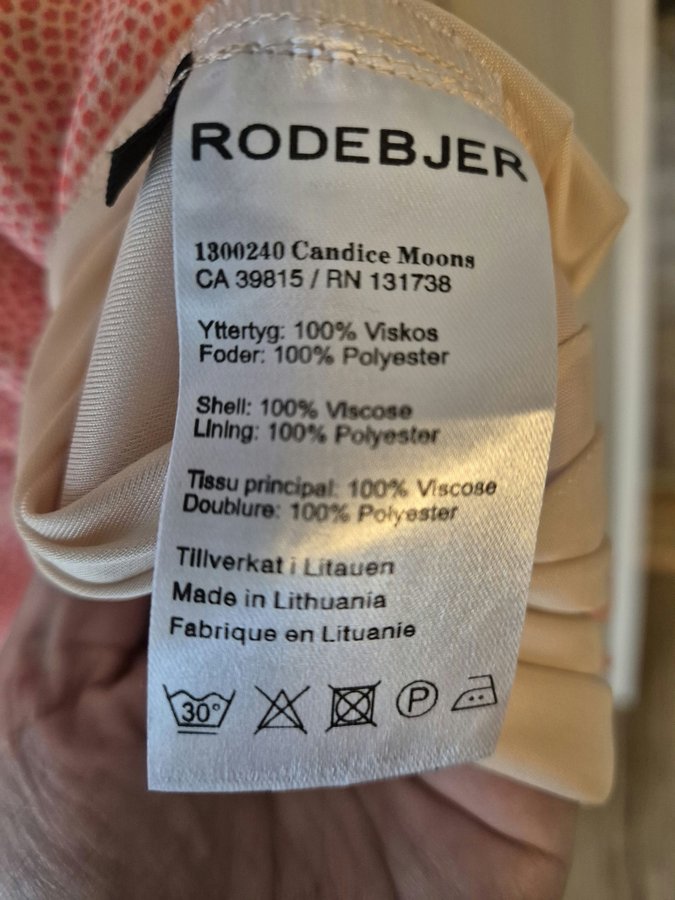 RODEBJER
1300240 Candice Moons
CA 39815 / RN 131738
Yttertyg: 100% Viskos
Foder: 100% Polyester
Shell: 100% Viscose
Lining: 100% Polyester
Tissu principal: 100% Viscose
Doublure: 100% Polyester
Tillverkat i Litauen
Made in Lithuania
Fabrique en Lituanie
30° P